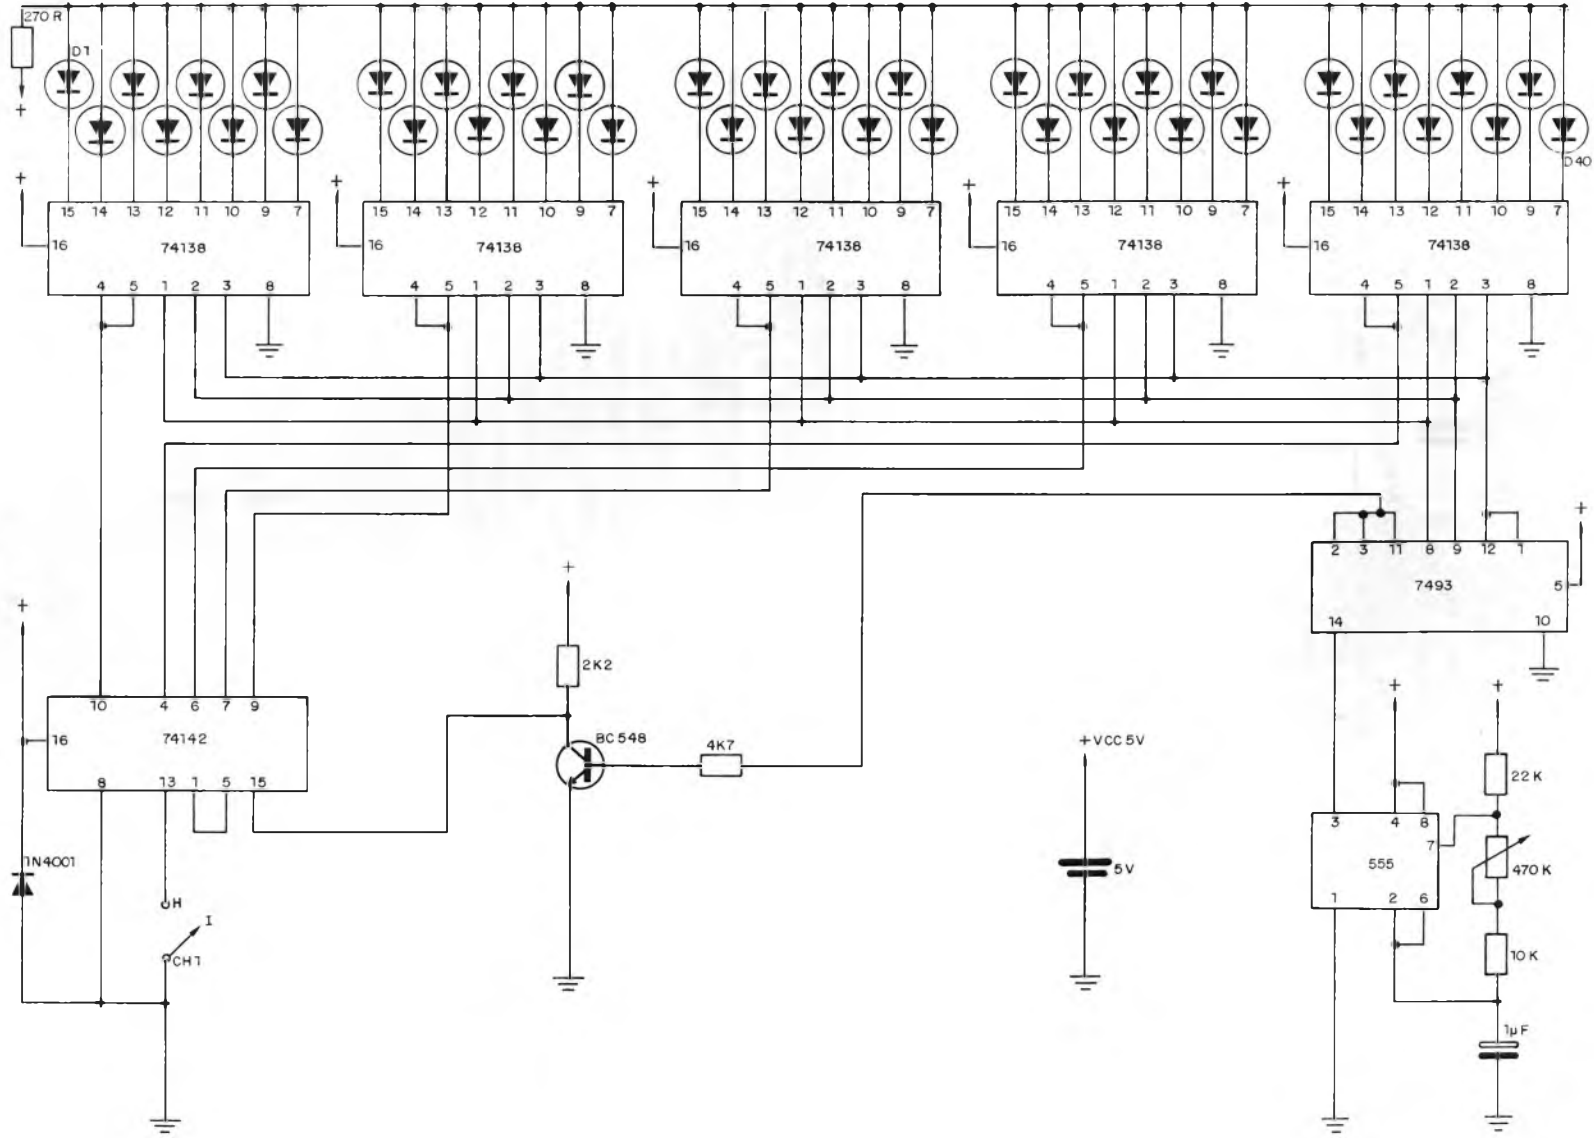 270 R
D1
+
+ + + + +
15 14 13 12 11 10 9 7
15 14 13 12 11 10 9 7
15 14 13 12 11 10 9 7
15 14 13 12 11 10 9 7
15 14 13 12 11 10 9 7
D40
16 74138
16 74138
16 74138
16 74138
16 74138
4 5 1 2 3 8
4 5 1 2 3 8
4 5 1 2 3 8
4 5 1 2 3 8
4 5 1 2 3 8
+
2 3 11 8 9 12 1
7493 5
14 10
+
+
2K2
10 4 6 7 9
16 74142
8 13 1 5 15
BC548
4K7
+VCC 5V
5V
+ +
22 K
3 4 8
7
555
470 K
1 2 6
10 K
1µF
1N4001
H
I
CH1